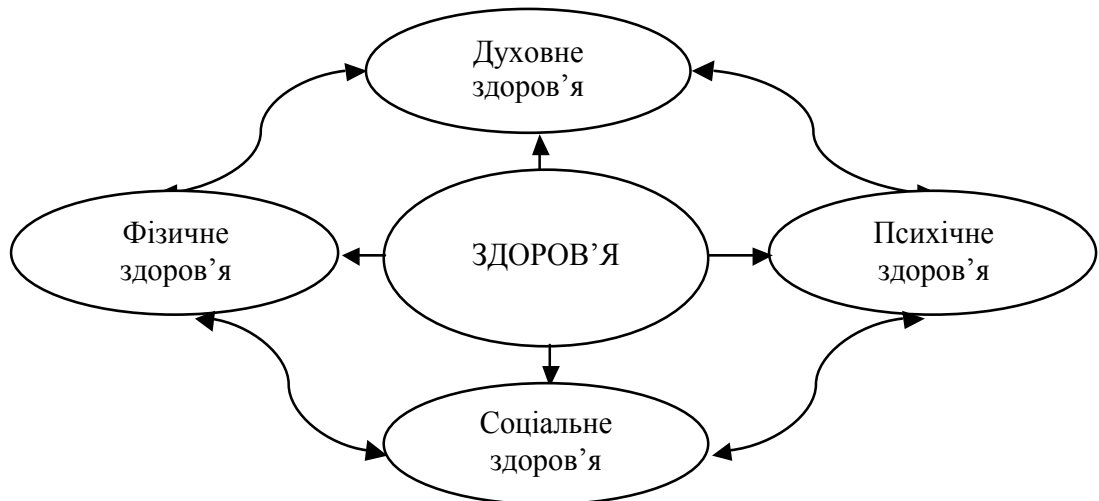 Духовне
здоров’я
Фізичне
здоров’я
ЗДОРОВ’Я
Психічне
здоров’я
Соціальне
здоров’я